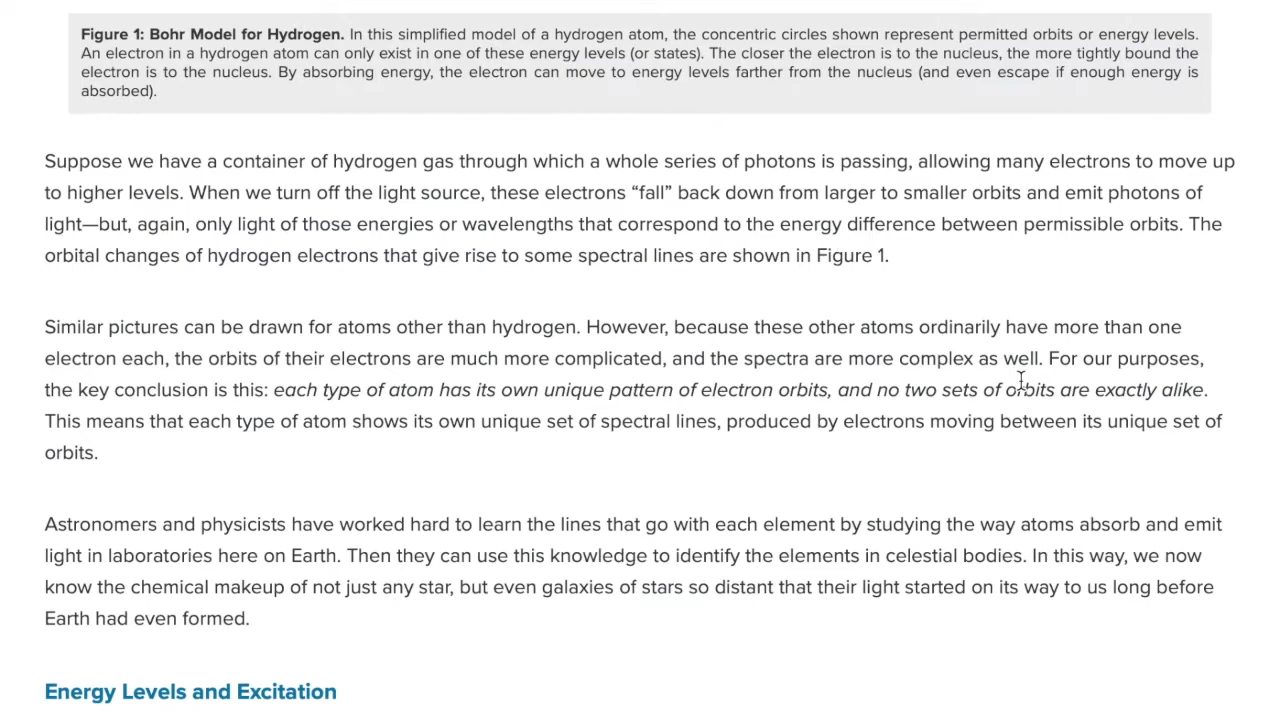 Figure 1: Bohr Model for Hydrogen. In this simplified model of a hydrogen atom, the concentric circles shown represent permitted orbits or energy levels.
An electron in a hydrogen atom can only exist in one of these energy levels (or states). The closer the electron is to the nucleus, the more tightly bound the
electron is to the nucleus. By absorbing energy, the electron can move to energy levels farther from the nucleus (and even escape if enough energy is
absorbed).
Suppose we have a container of hydrogen gas through which a whole series of photons is passing, allowing many electrons to move up
to higher levels. When we turn off the light source, these electrons “fall” back down from larger to smaller orbits and emit photons of
light—but, again, only light of those energies or wavelengths that correspond to the energy difference between permissible orbits. The
orbital changes of hydrogen electrons that give rise to some spectral lines are shown in Figure 1.
Similar pictures can be drawn for atoms other than hydrogen. However, because these other atoms ordinarily have more than one
electron each, the orbits of their electrons are much more complicated, and the spectra are more complex as well. For our purposes,
the key conclusion is this: each type of atom has its own unique pattern of electron orbits, and no two sets of orbits are exactly alike.
This means that each type of atom shows its own unique set of spectral lines, produced by electrons moving between its unique set of
orbits.
Astronomers and physicists have worked hard to learn the lines that go with each element by studying the way atoms absorb and emit
light in laboratories here on Earth. Then they can use this knowledge to identify the elements in celestial bodies. In this way, we now
know the chemical makeup of not just any star, but even galaxies of stars so distant that their light started on its way to us long before
Earth had even formed.
Energy Levels and Excitation